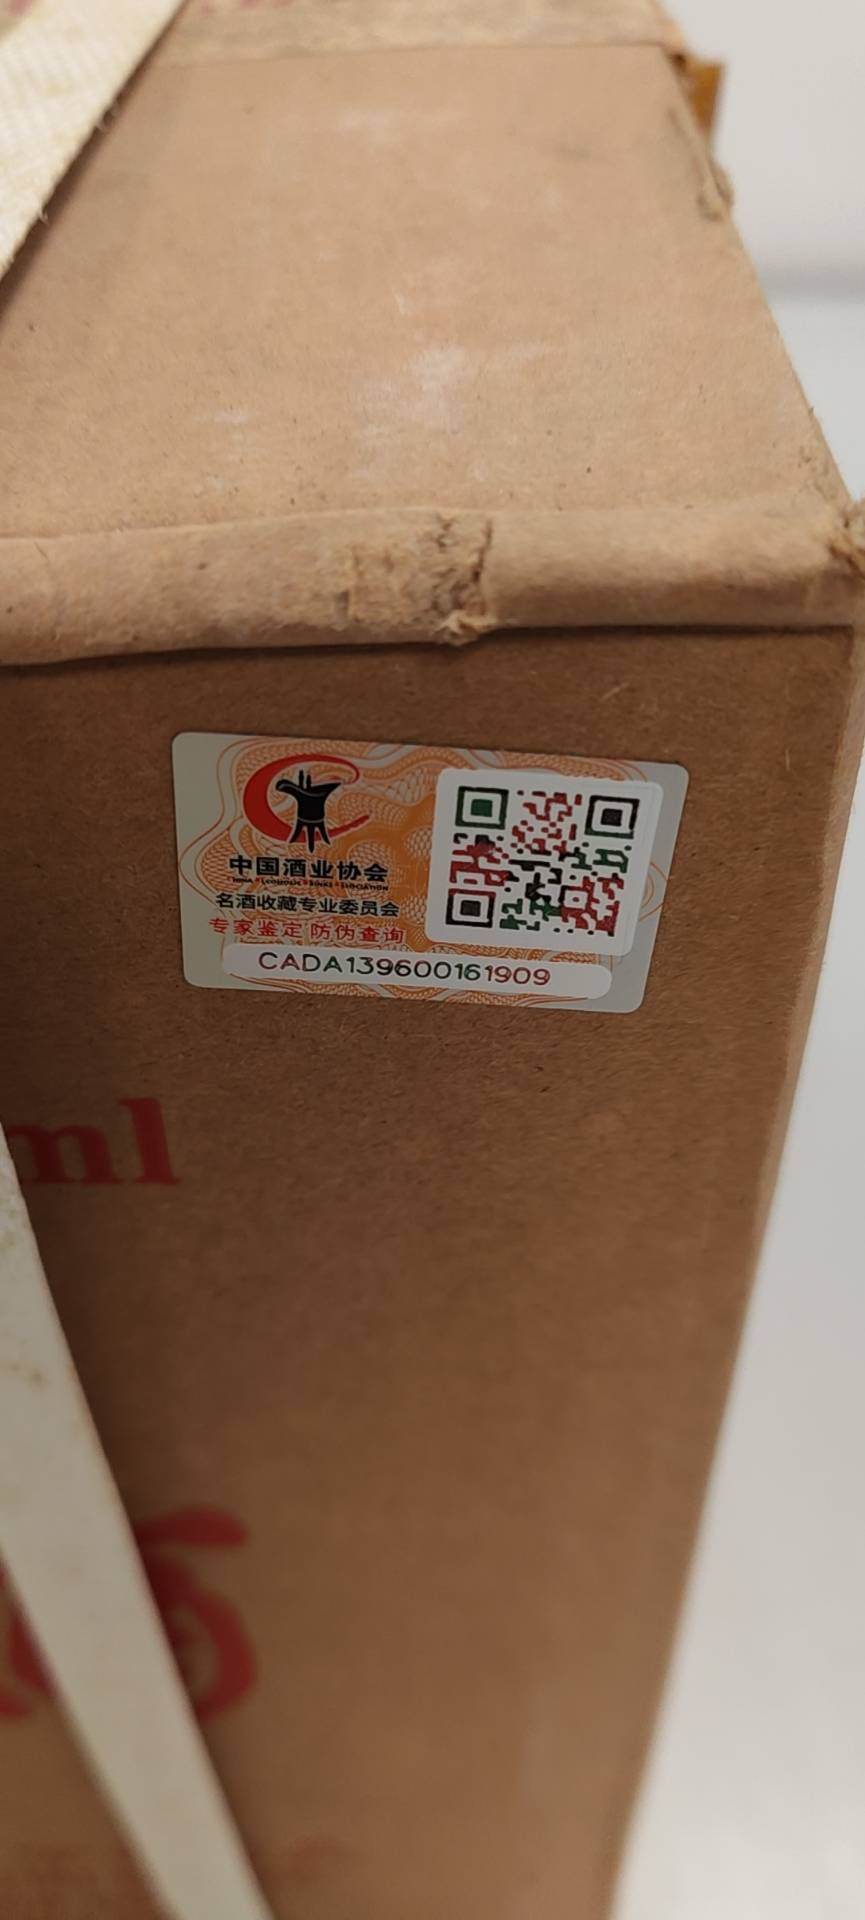 中国酒业协会
名酒收藏专业委员会
专家鉴定 防伪查询
CADA139600161909
ml
酒